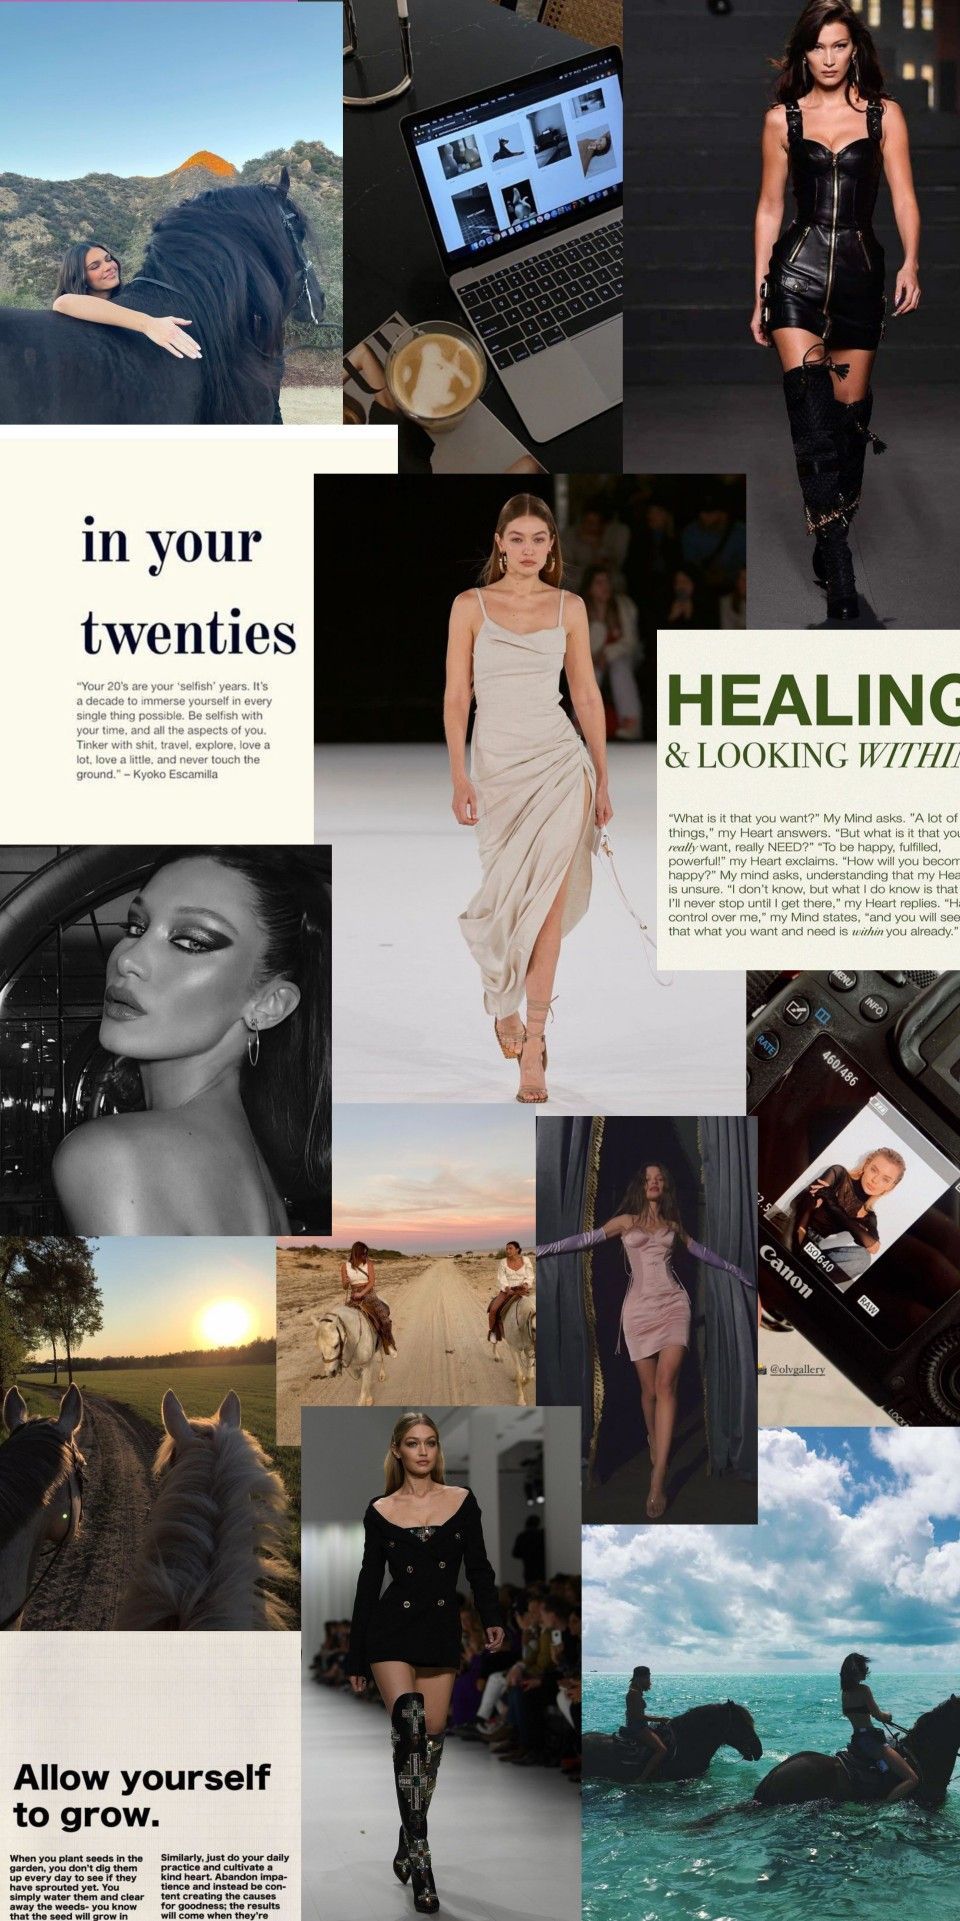 in your
twenties
“Your 20's are your ‘selfish’ years. It's
a decade to immerse yourself in every
single thing possible. Be selfish with
your time, and all the aspects of you.
Tinker with shit, travel, explore, love a
lot, love a little, and never touch the
ground.” – Kyoko Escamilla
HEALING
& LOOKING WITHIN
“What is it that you want?” My Mind asks. ”A lot of
things,” my Heart answers. “But what is it that you
really want, really NEED?” “To be happy, fulfilled,
powerful!” my Heart exclaims. “How will you becom
happy?” My mind asks, understanding that my Hea
is unsure. “I don't know, but what I do know is that
I'll never stop until I get there,” my Heart replies. “Ha
control over me,” my Mind states, “and you will see
that what you want and need is within you already.”
MENU
INFO
RATE
460/486
ISO640
RAW
Canon
@olvgallery
LOCK
Allow yourself
to grow.
When you plant seeds in the
garden, you don't dig them
up every day to see if they
have sprouted yet. You
simply water them and clear
away the weeds- you know
that the seed will grow in
Similarly, just do your daily
practice and cultivate a
kind heart. Abandon impa-
tience and instead be con-
tent creating the causes
for goodness; the results
will come when they're